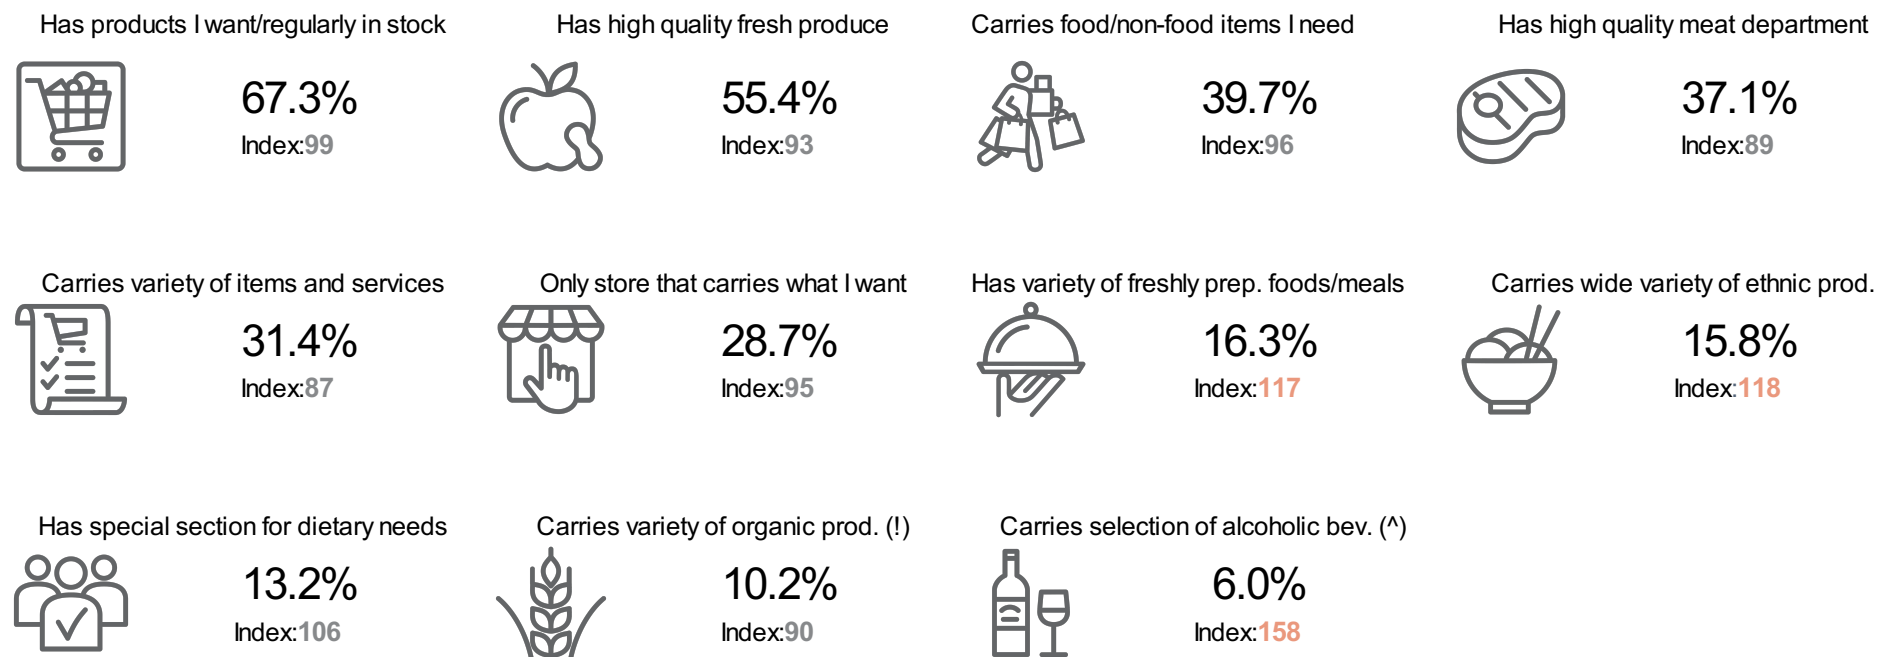 Has products I want/regularly in stock
67.3%
Index:99
Has high quality fresh produce
55.4%
Index:93
Carries food/non-food items I need
39.7%
Index:96
Has high quality meat department
37.1%
Index:89
Carries variety of items and services
31.4%
Index:87
Only store that carries what I want
28.7%
Index:95
Has variety of freshly prep. foods/meals
16.3%
Index:117
Carries wide variety of ethnic prod.
15.8%
Index:118
Has special section for dietary needs
13.2%
Index:106
Carries variety of organic prod. (!)
10.2%
Index:90
Carries selection of alcoholic bev. (^)
6.0%
Index:158